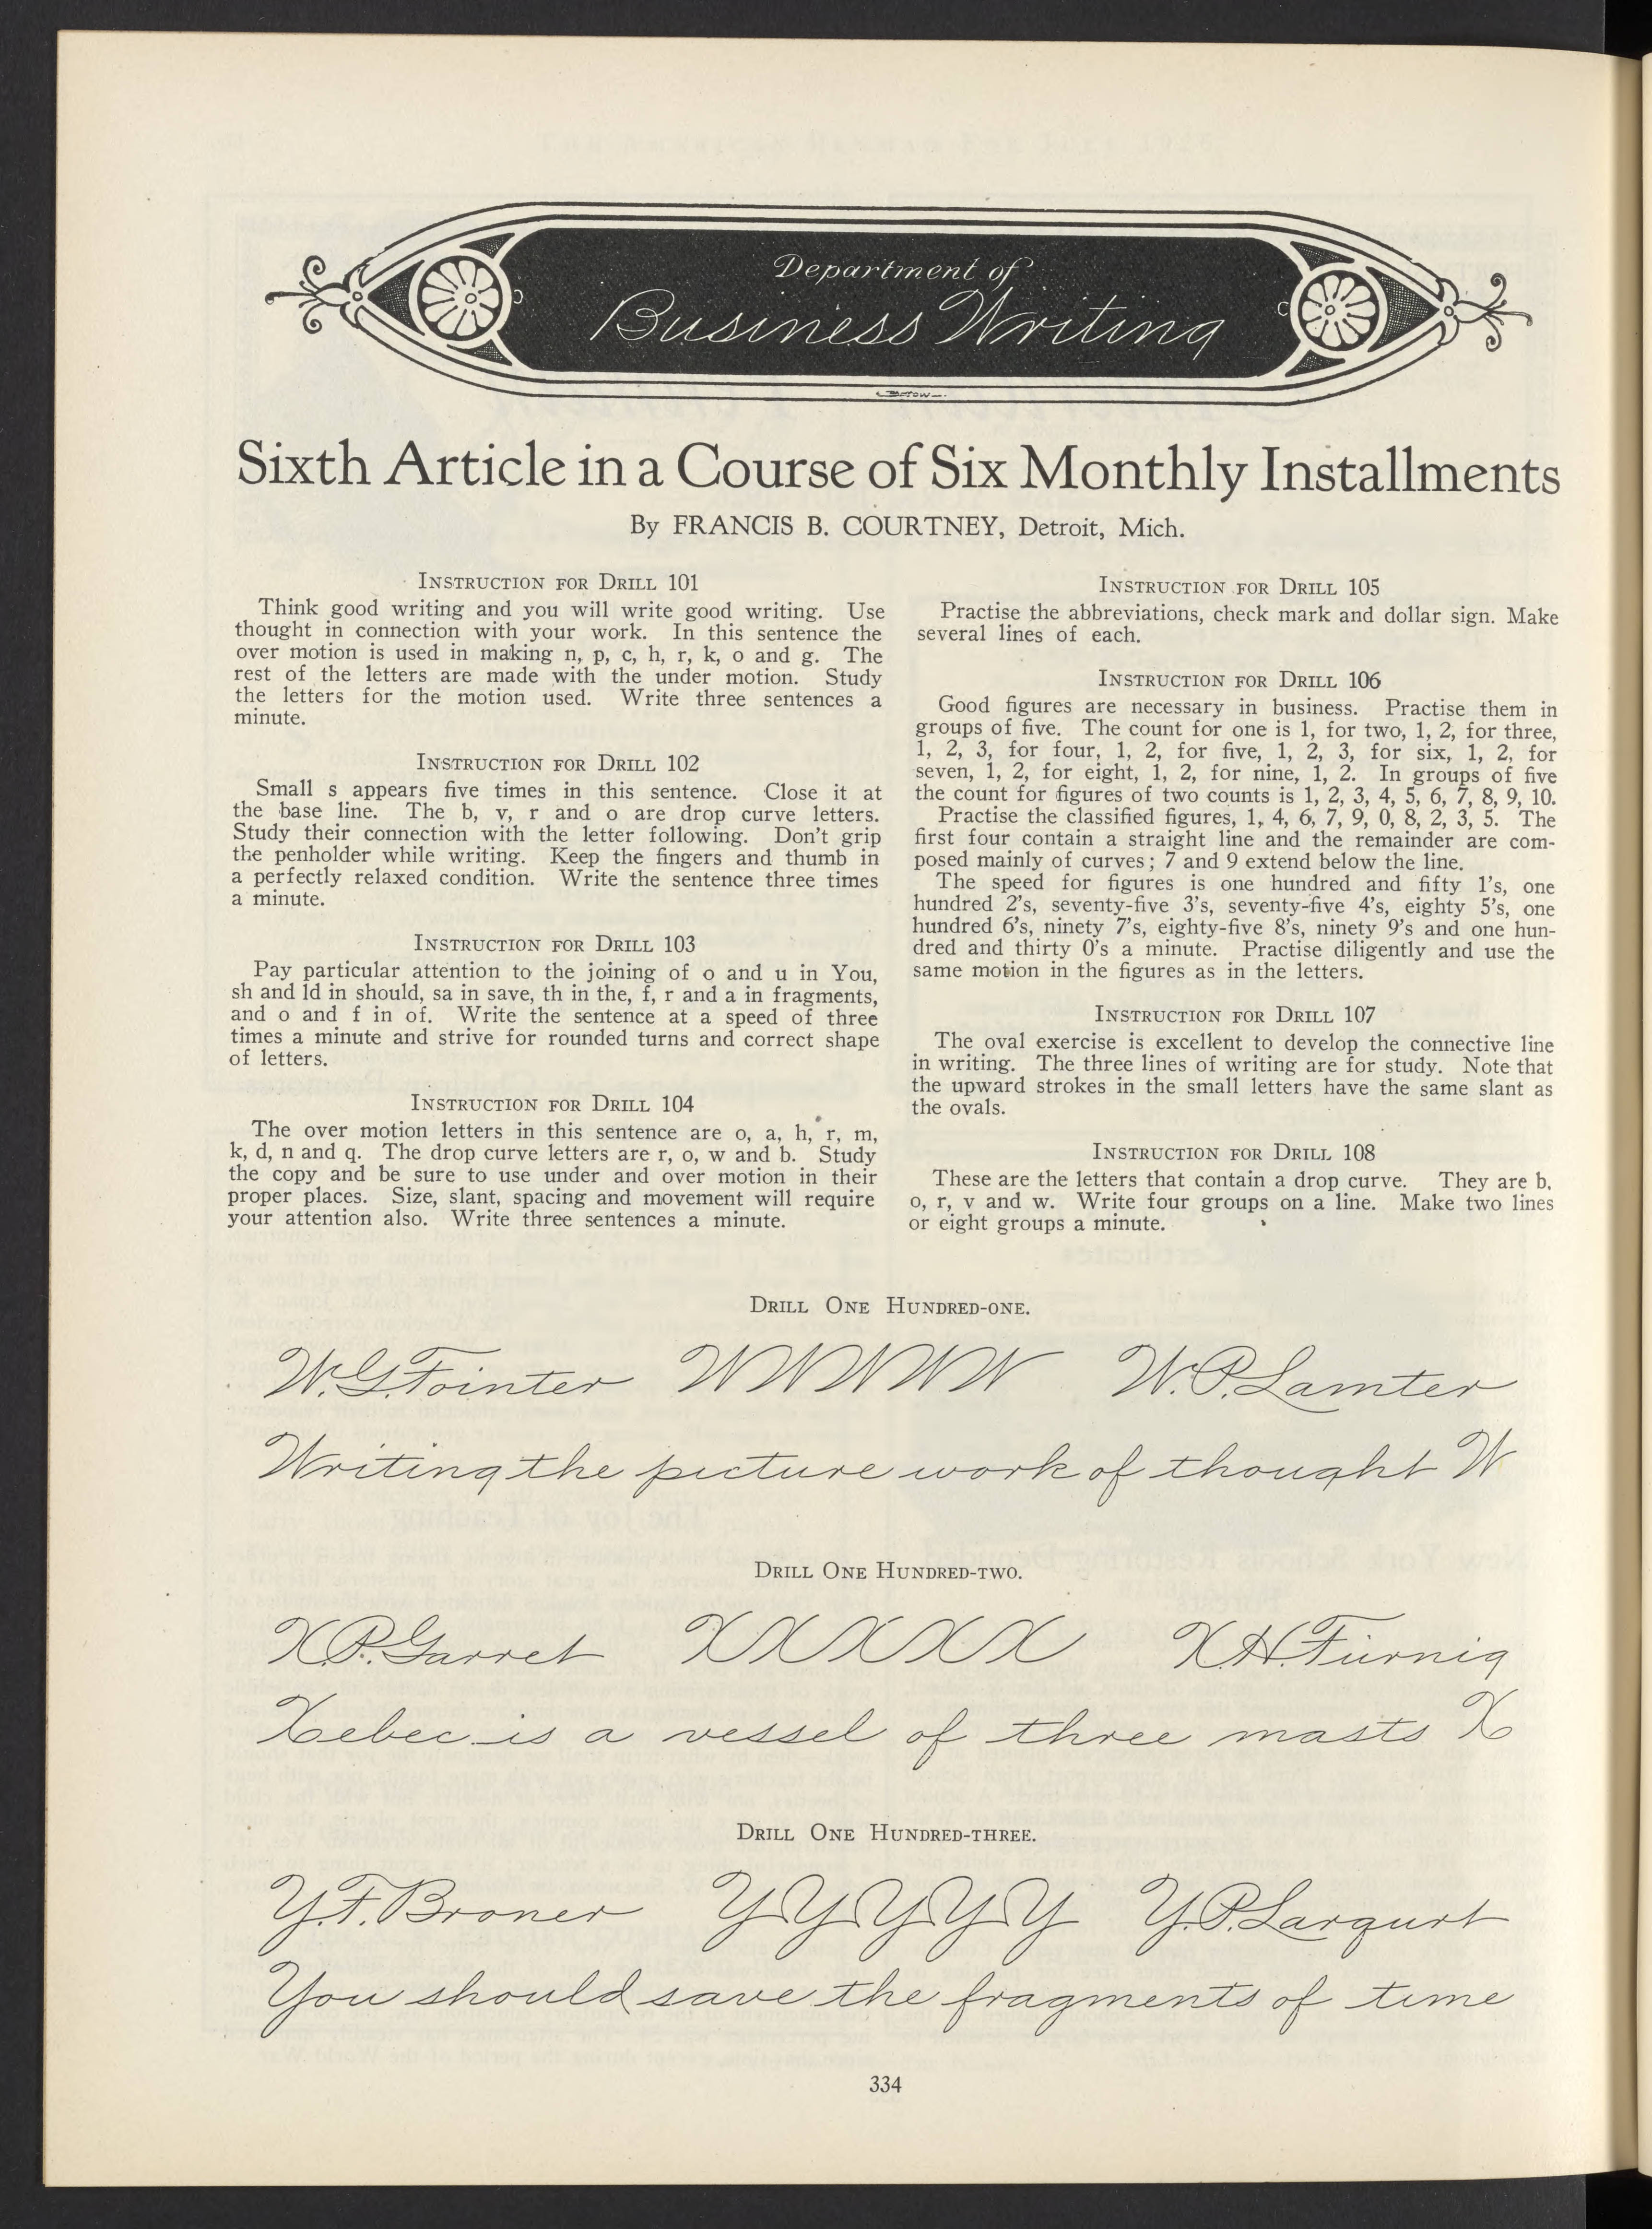 Department of
Business Writing
Sixth Article in a Course of Six Monthly Installments
By FRANCIS B. COURTNEY, Detroit, Mich.
INSTRUCTION FOR DRILL 101
Think good writing and you will write good writing. Use
thought in connection with your work. In this sentence the
over motion is used in making n, p, c, h, r, k, o and g. The
rest of the letters are made with the under motion. Study
the letters for the motion used. Write three sentences a
minute.
INSTRUCTION FOR DRILL 102
Small s appears five times in this sentence. Close it at
the base line. The b, v, r and o are drop curve letters.
Study their connection with the letter following. Don't grip
the penholder while writing. Keep the fingers and thumb in
a perfectly relaxed condition. Write the sentence three times
a minute.
INSTRUCTION FOR DRILL 103
Pay particular attention to the joining of o and u in You,
sh and ld in should, sa in save, th in the, f, r and a in fragments,
and o and f in of. Write the sentence at a speed of three
times a minute and strive for rounded turns and correct shape
of letters.
INSTRUCTION FOR DRILL 104
The over motion letters in this sentence are o, a, h, r, m,
k, d, n and q. The drop curve letters are r, o, w and b. Study
the copy and be sure to use under and over motion in their
proper places. Size, slant, spacing and movement will require
your attention also. Write three sentences a minute.
INSTRUCTION FOR DRILL 105
Practise the abbreviations, check mark and dollar sign. Make
several lines of each.
INSTRUCTION FOR DRILL 106
Good figures are necessary in business. Practise them in
groups of five. The count for one is 1, for two, 1, 2, for three,
1, 2, 3, for four, 1, 2, for five, 1, 2, 3, for six, 1, 2, for
seven, 1, 2, for eight, 1, 2, for nine, 1, 2. In groups of five
the count for figures of two counts is 1, 2, 3, 4, 5, 6, 7, 8, 9, 10.
Practise the classified figures, 1, 4, 6, 7, 9, 0, 8, 2, 3, 5. The
first four contain a straight line and the remainder are com-
posed mainly of curves; 7 and 9 extend below the line.
The speed for figures is one hundred and fifty 1's, one
hundred 2's, seventy-five 3's, seventy-five 4's, eighty 5's, one
hundred 6's, ninety 7's, eighty-five 8's, ninety 9's and one hun-
dred and thirty 0's a minute. Practise diligently and use the
same motion in the figures as in the letters.
INSTRUCTION FOR DRILL 107
The oval exercise is excellent to develop the connective line
in writing. The three lines of writing are for study. Note that
the upward strokes in the small letters have the same slant as
the ovals.
INSTRUCTION FOR DRILL 108
These are the letters that contain a drop curve. They are b,
o, r, v and w. Write four groups on a line. Make two lines
or eight groups a minute.
DRILL ONE HUNDRED-ONE.
W. G. Fointer W W W W W W. P. Lamter
Writing the picture work of thought W
DRILL ONE HUNDRED-TWO.
X. P. Garret X X X X X X. H. Furnig
Xebec is a vessel of three masts X
DRILL ONE HUNDRED-THREE.
Y. F. Broner Y Y Y Y Y Y. P. Largurt
You should save the fragments of time
334